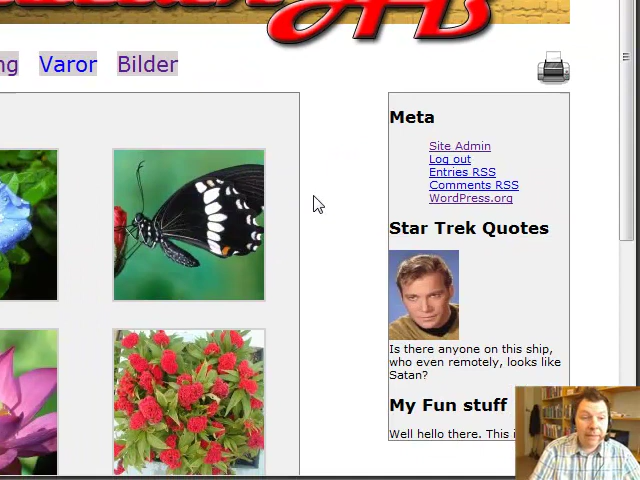 AB
ng Varor Bilder
Meta
Site Admin
Log out
Entries RSS
Comments RSS
WordPress.org
Star Trek Quotes
Is there anyone on this ship,
who even remotely, looks like
Satan?
My Fun stuff
Well hello there. This i